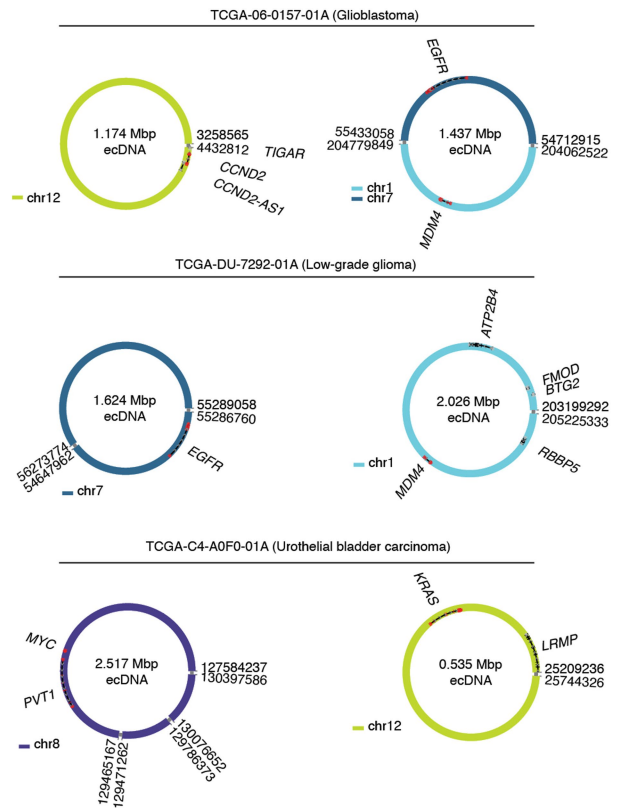 TCGA-06-0157-01A (Glioblastoma)
1.174 Mbp
ecDNA
3258565
4432812
TIGAR
CCND2
CCND2-AS1
chr12
EGFR
1.437 Mbp
ecDNA
55433058
204779849
54712915
204062522
chr1
chr7
MDM4
TCGA-DU-7292-01A (Low-grade glioma)
1.624 Mbp
ecDNA
55289058
55286760
EGFR
56273774
54647962
chr7
ATP2B4
FMOD
BTG2
2.026 Mbp
ecDNA
203199292
205225333
RBBP5
MDM4
chr1
TCGA-C4-A0F0-01A (Urothelial bladder carcinoma)
MYC
PVT1
2.517 Mbp
ecDNA
127584237
130397586
130076652
129786373
129465167
129471262
chr8
KRAS
LRMP
0.535 Mbp
ecDNA
25209236
25744326
chr12